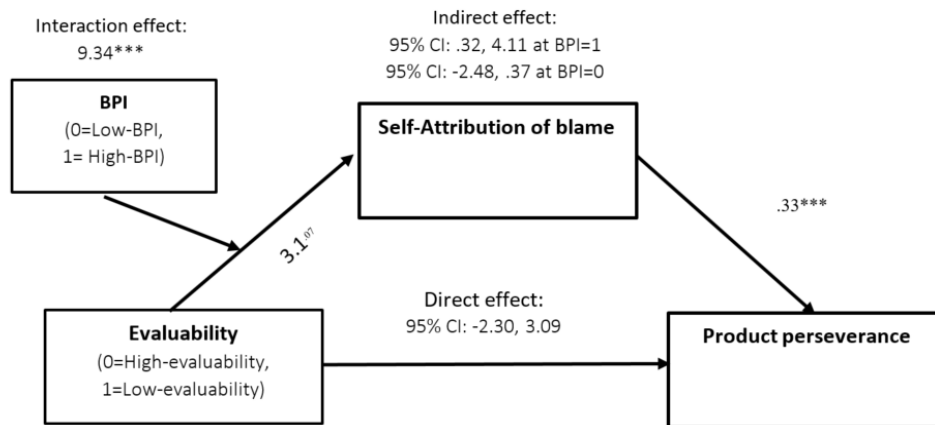 Interaction effect:
9.34***
BPI
(0=Low-BPI,
1= High-BPI)
Indirect effect:
95% CI: .32, 4.11 at BPI=1
95% CI: -2.48, .37 at BPI=0
Self-Attribution of blame
.33***
3.1.07
Direct effect:
95% CI: -2.30, 3.09
Evaluability
(0=High-evaluability,
1=Low-evaluability)
Product perseverance